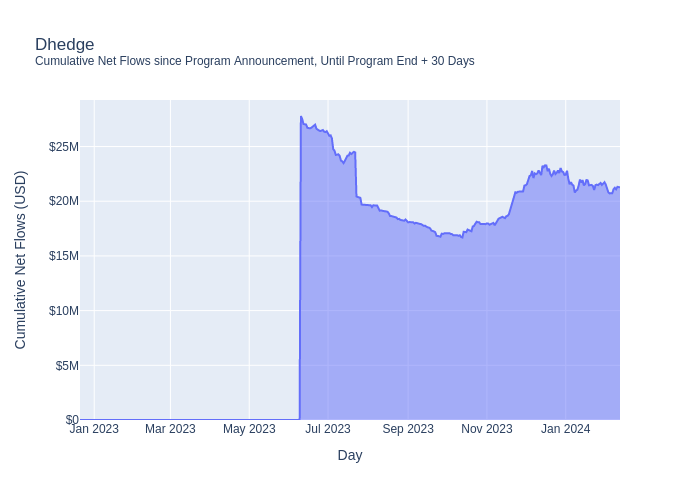 Dhedge
Cumulative Net Flows since Program Announcement, Until Program End + 30 Days
Cumulative Net Flows (USD)
$25M
$20M
$15M
$10M
$5M
$0
Jan 2023
Mar 2023
May 2023
Jul 2023
Sep 2023
Nov 2023
Jan 2024
Day